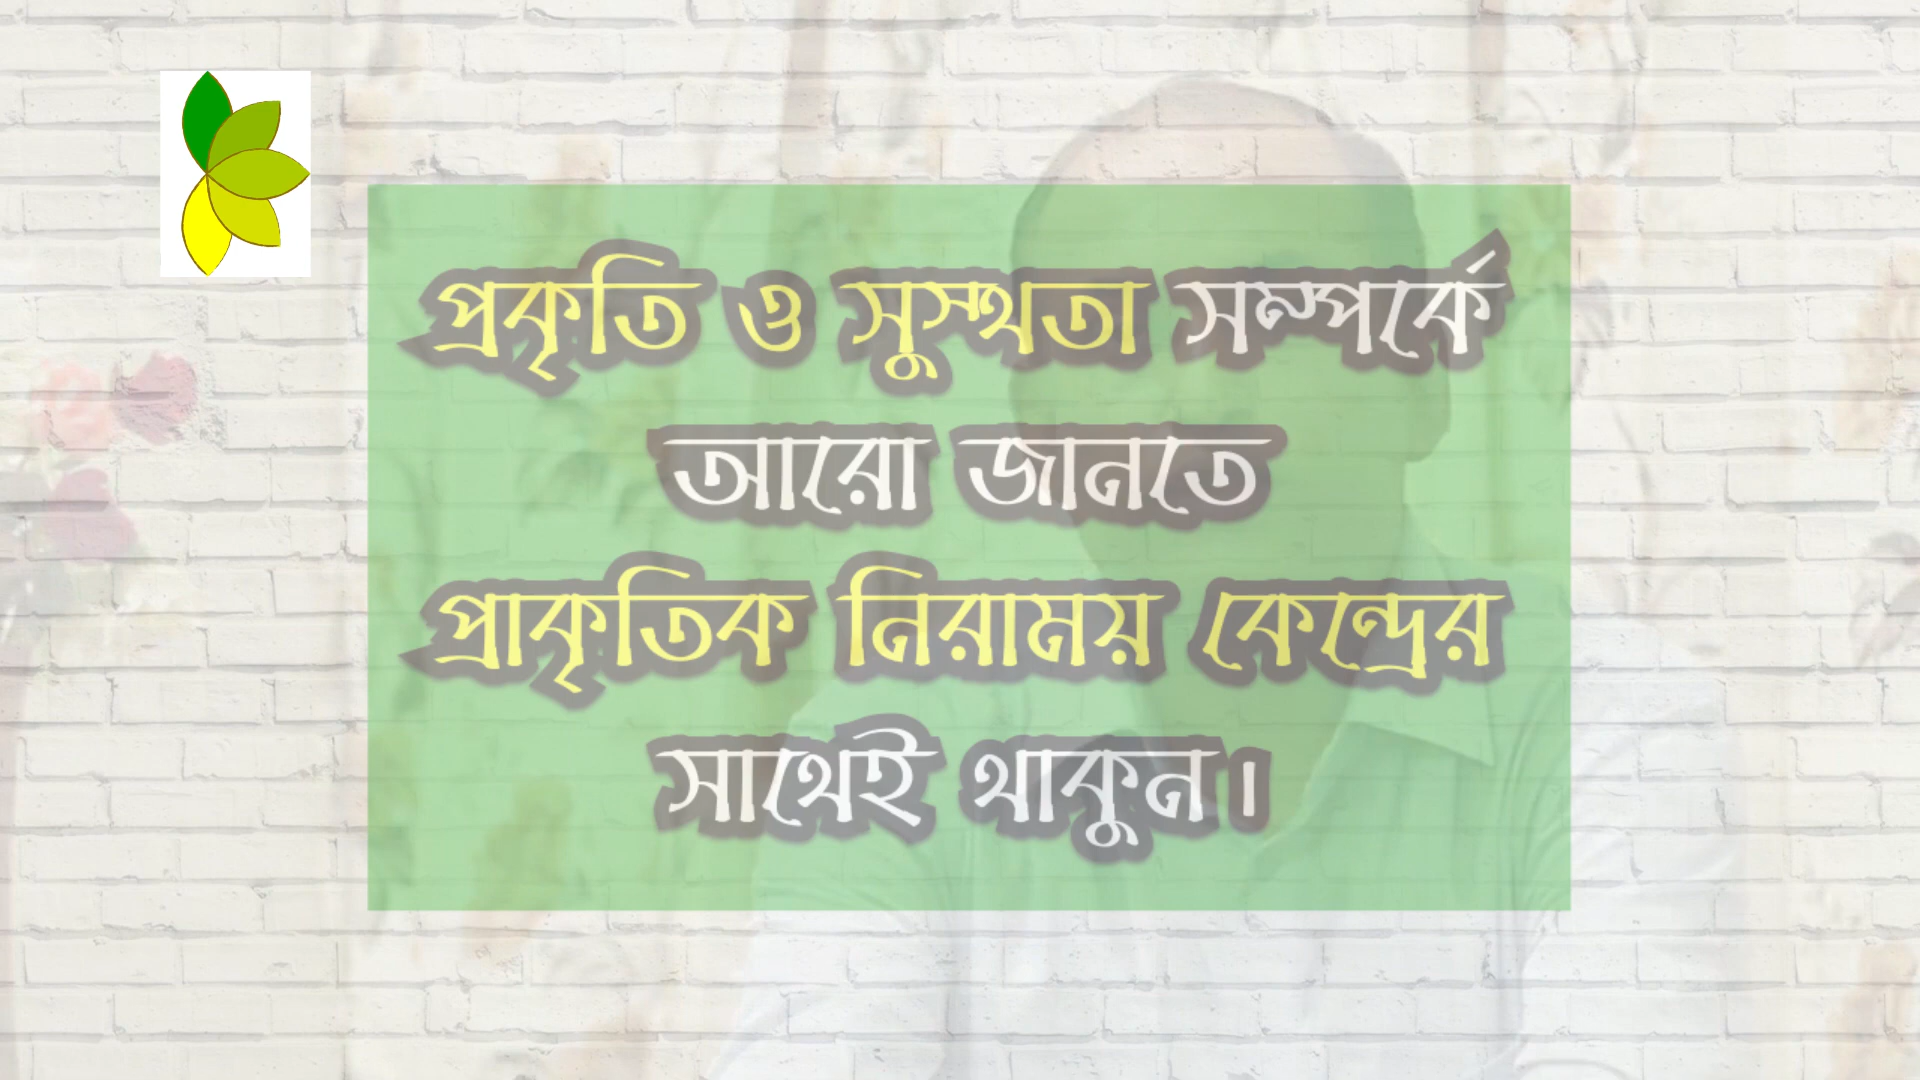 প্রকৃতি ও সুস্থতা সম্পর্কে
আরো জানতে
প্রাকৃতিক নিরাময় কেন্দ্রের
সাথেই থাকুন।